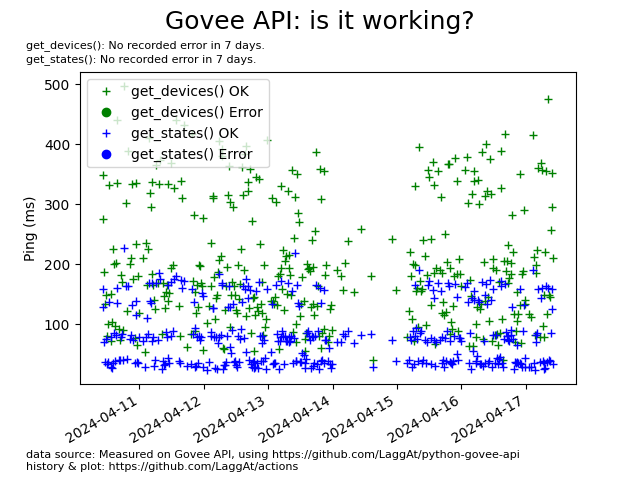 Govee API: is it working?
get_devices(): No recorded error in 7 days.
get_states(): No recorded error in 7 days.
500
400
300
200
100
Ping (ms)
get_devices() OK
get_devices() Error
get_states() OK
get_states() Error
2024-04-11
2024-04-12
2024-04-13
2024-04-14
2024-04-15
2024-04-16
2024-04-17
data source: Measured on Govee API, using https://github.com/LaggAt/python-govee-api
history & plot: https://github.com/LaggAt/actions